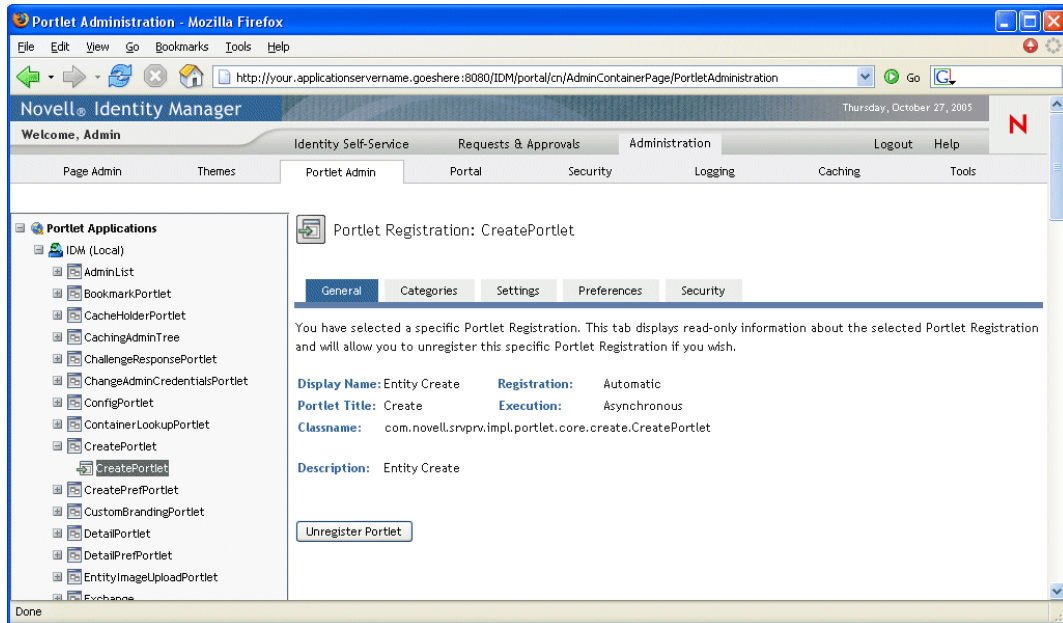 Portlet Administration - Mozilla Firefox
File Edit View Go Bookmarks Tools Help
http://your.applicationservername.goeshere:8080/IDM/portal/cn/AdminContainerPage/PortletAdministration Go G
Novell® Identity Manager Thursday, October 27, 2005
N
Welcome, Admin
Identity Self-Service Requests & Approvals Administration Logout Help
Page Admin Themes Portlet Admin Portal Security Logging Caching Tools
Portlet Applications
IDM (Local)
AdminList
BookmarkPortlet
CacheHolderPortlet
CachingAdminTree
ChallengeResponsePortlet
ChangeAdminCredentialsPortlet
ConfigPortlet
ContainerLookupPortlet
CreatePortlet
CreatePortlet
CreatePrefPortlet
CustomBrandingPortlet
DetailPortlet
DetailPrefPortlet
EntityImageUploadPortlet
Exchange
Portlet Registration: CreatePortlet
General Categories Settings Preferences Security
You have selected a specific Portlet Registration. This tab displays read-only information about the selected Portlet Registration
and will allow you to unregister this specific Portlet Registration if you wish.
Display Name: Entity Create Registration: Automatic
Portlet Title: Create Execution: Asynchronous
Classname: com.novell.srvprv.impl.portlet.core.create.CreatePortlet
Description: Entity Create
Unregister Portlet
Done